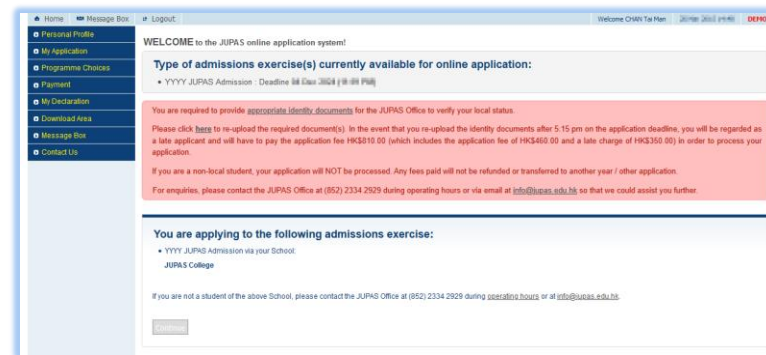 Home Message Box Logout Welcome CHAN Tai Man DEMO
Personal Profile
My Application
Programme Choices
Payment
My Declaration
Download Area
Message Box
Contact Us
WELCOME to the JUPAS online application system!
Type of admissions exercise(s) currently available for online application:
YYYY JUPAS Admission : Deadline
You are required to provide appropriate identity documents for the JUPAS Office to verify your local status.
Please click here to re-upload the required document(s). In the event that you re-upload the identity documents after 5:15 pm on the application deadline, you will be regarded as
a late applicant and will have to pay the application fee HK$810.00 (which includes the application fee of HK$460.00 and a late charge of HK$350.00) in order to process your
application.
If you are a non-local student, your application will NOT be processed. Any fees paid will not be refunded or transferred to another year / other application.
For enquiries, please contact the JUPAS Office at (852) 2334 2929 during operating hours or via email at info@jupas.edu.hk so that we could assist you further.
You are applying to the following admissions exercise:
YYYY JUPAS Admission via your School:
JUPAS College
If you are not a student of the above School, please contact the JUPAS Office at (852) 2334 2929 during operating hours or at info@jupas.edu.hk.
Continue